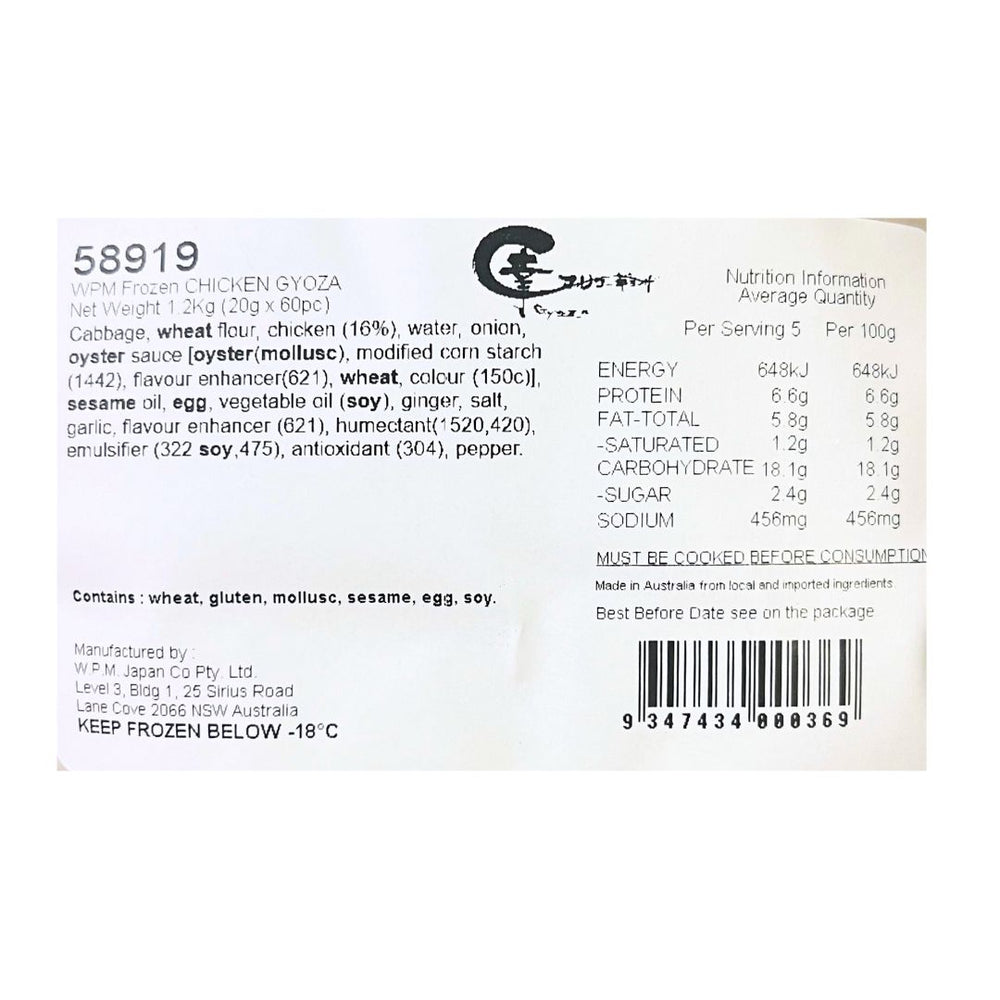 58919
WPM Frozen CHICKEN GYOZA
Net Weight 1.2Kg (20g x 60pc)
Cabbage, wheat flour, chicken (16%), water, onion,
oyster sauce [oyster(mollusc), modified corn starch
(1442), flavour enhancer(621), wheat, colour (150c)],
sesame oil, egg, vegetable oil (soy), ginger, salt,
garlic, flavour enhancer (621), humectant(1520,420),
emulsifier (322 soy,475), antioxidant (304), pepper.
Contains : wheat, gluten, mollusc, sesame, egg, soy.
Manufactured by :
W.P.M. Japan Co Pty. Ltd.
Level 3, Bldg 1, 25 Sirius Road
Lane Cove 2066 NSW Australia
KEEP FROZEN BELOW -18°C
幸
Gyoza
Nutrition Information
Average Quantity
Per Serving 5 Per 100g
ENERGY 648kJ 648kJ
PROTEIN 6.6g 6.6g
FAT-TOTAL 5.8g 5.8g
-SATURATED 1.2g 1.2g
CARBOHYDRATE 18.1g 18.1g
-SUGAR 2.4g 2.4g
SODIUM 456mg 456mg
MUST BE COOKED BEFORE CONSUMPTION
Made in Australia from local and imported ingredients
Best Before Date see on the package
9 347434 000369